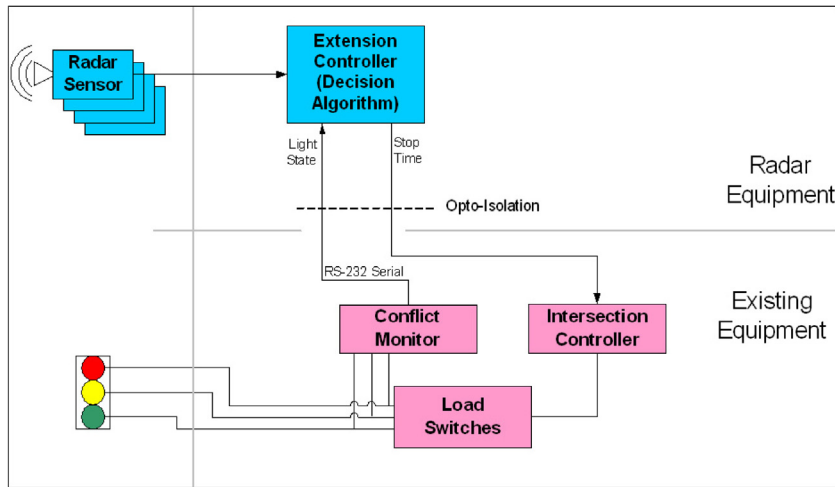 Radar
Sensor
Extension
Controller
(Decision
Algorithm)
Light
State
Stop
Time
Radar
Equipment
Opto-Isolation
RS-232 Serial
Existing
Equipment
Conflict
Monitor
Intersection
Controller
Load
Switches